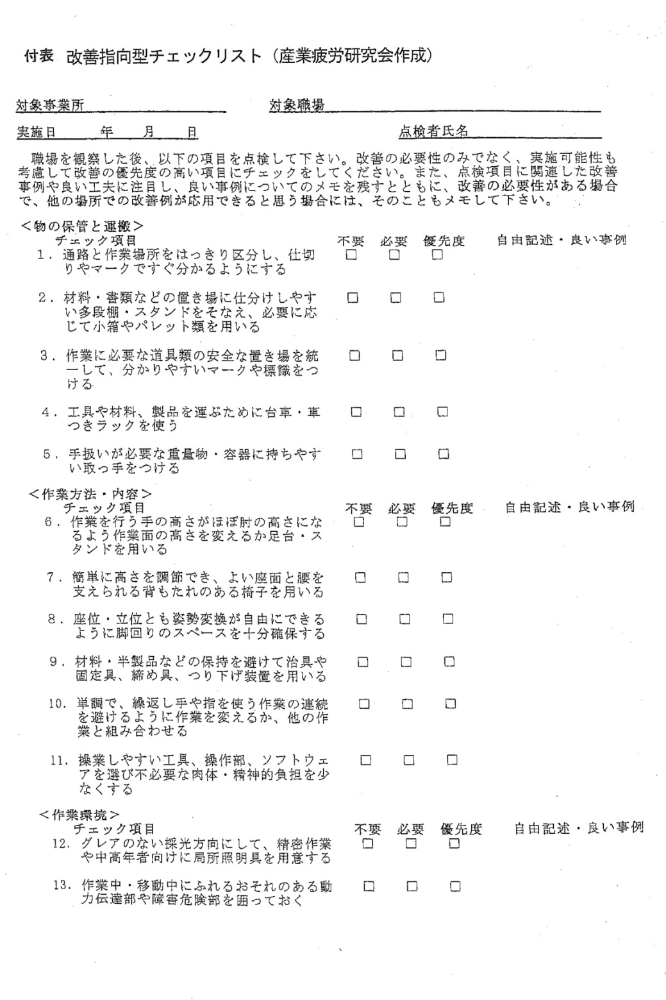 付表 改善指向型チェックリスト（産業疲労研究会作成）
対象事業所　　　　　対象職場
実施日　　年　　月　　日　　　　　点検者氏名
職場を観察した後、以下の項目を点検して下さい。改善の必要性のみでなく、実施可能性も
考慮して改善の優先度の高い項目にチェックをしてください。また、点検項目に関連した改善
事例や良い工夫に注目し、良い事例についてのメモを残すとともに、改善の必要性がある場合
で、他の場所での改善例が応用できると思う場合には、そのこともメモして下さい。
＜物の保管と運搬＞
チェック項目　不要　必要　優先度　自由記述・良い事例
1．通路と作業場所をはっきり区分し、仕切　□　□　□
りやマークですぐ分かるようにする
2．材料・書類などの置き場に仕分けしやす　□　□　□
い多段棚・スタンドをそなえ、必要に応
じて小箱やパレット類を用いる
3．作業に必要な道具類の安全な置き場を統　□　□　□
一して、分かりやすいマークや標識をつ
ける
4．工具や材料、製品を運ぶために台車・車　□　□　□
つきラックを使う
5．手扱いが必要な重量物・容器に持ちやす　□　□　□
い取っ手をつける
＜作業方法・内容＞
チェック項目　不要　必要　優先度　自由記述・良い事例
6．作業を行う手の高さがほぼ肘の高さにな　□　□　□
るよう作業面の高さを変えるか足台・ス
タンドを用いる
7．簡単に高さを調節でき、よい座面と腰を　□　□　□
支えられる背もたれのある椅子を用いる
8．座位・立位とも姿勢変換が自由にできる　□　□　□
ように脚回りのスペースを十分確保する
9．材料・半製品などの保持を避けて治具や　□　□　□
固定具、締め具、つり下げ装置を用いる
10．単調で、繰返し手や指を使う作業の連続　□　□　□
を避けるように作業を変えるか、他の作
業と組み合わせる
11．操業しやすい工具、操作部、ソフトウェ　□　□　□
アを選び不必要な肉体・精神的負担を少
なくする
＜作業環境＞
チェック項目　不要　必要　優先度　自由記述・良い事例
12．グレアのない採光方向にして、精密作業　□　□　□
や中高年者向けに局所照明具を用意する
13．作業中・移動中にふれるおそれのある動　□　□　□
力伝達部や障害危険部を囲っておく